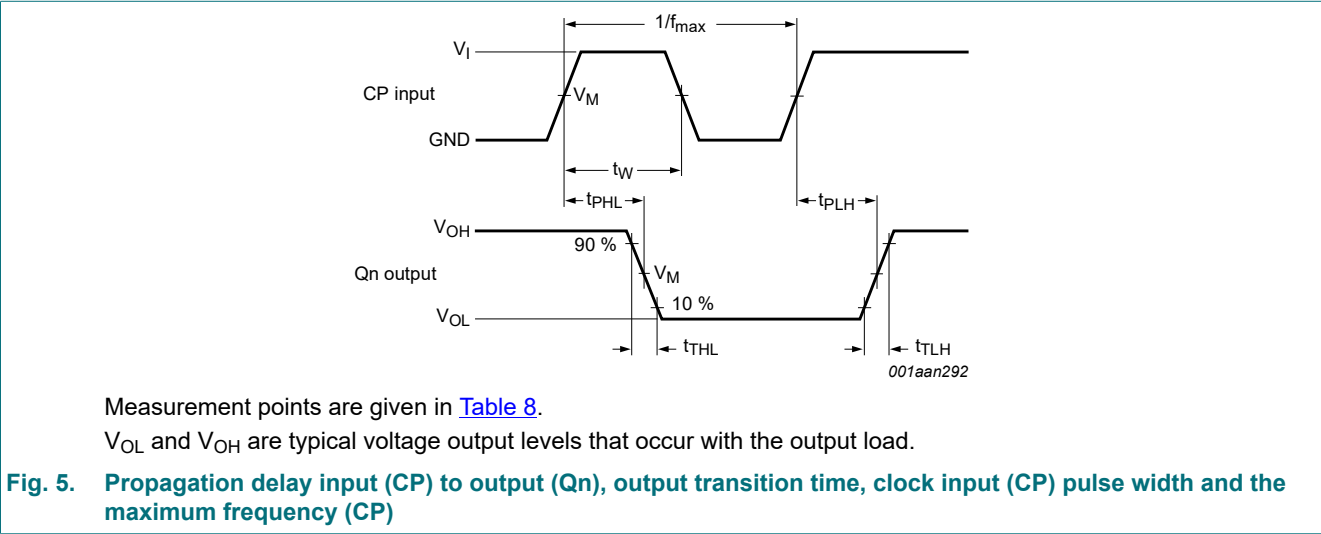 1/fmax
VI
CP input
VM
GND
tW
tPHL
tPLH
VOH
90 %
Qn output
VM
10 %
VOL
tTHL
tTLH
001aan292
Measurement points are given in Table 8.
VOL and VOH are typical voltage output levels that occur with the output load.
Fig. 5. Propagation delay input (CP) to output (Qn), output transition time, clock input (CP) pulse width and the
maximum frequency (CP)